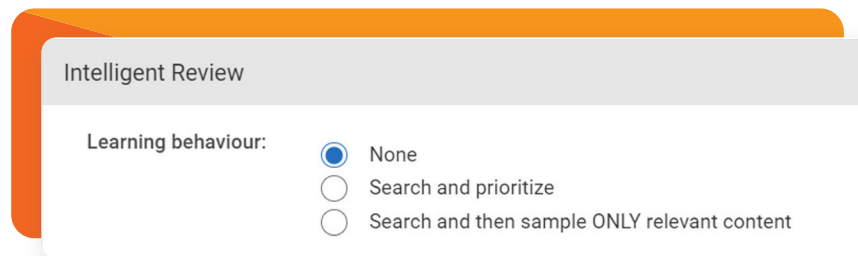 Intelligent Review
Learning behaviour:
None
Search and prioritize
Search and then sample ONLY relevant content